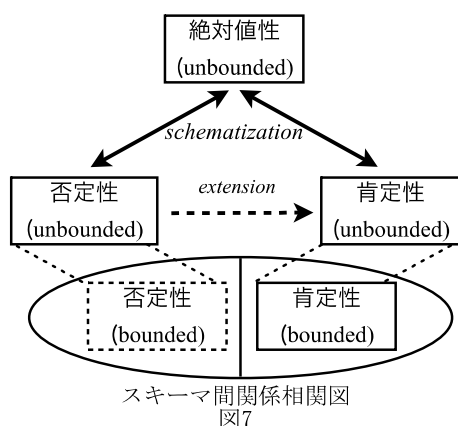 絶対値性
(unbounded)
schematization
否定性
(unbounded)
extension
肯定性
(unbounded)
否定性
(bounded)
肯定性
(bounded)
スキーマ間関係相関図
図7